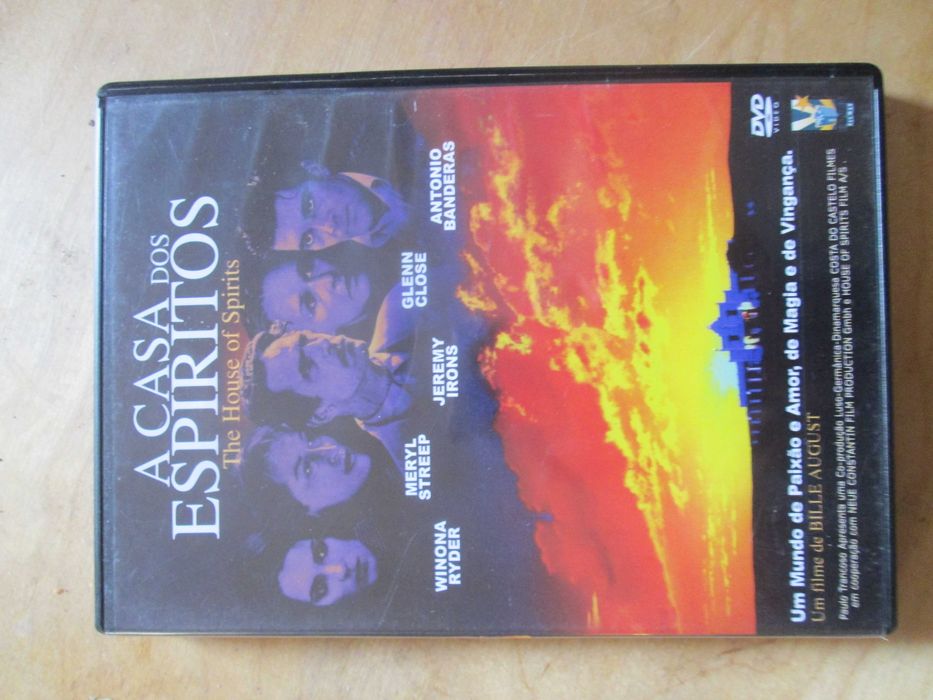 A CASA DOS
ESPIRITOS
The House of Spirits
WINONA
RYDER
MERYL
STREEP
JEREMY
IRONS
GLENN
CLOSE
ANTONIO
BANDERAS
Um Mundo de Paixão e Amor, de Magia e de Vingança.
Um filme de BILLE AUGUST
Paulo Trancoso Apresenta uma Co-produção Luso-Germânica-Dinamarquesa COSTA DO CASTELO FILMES
em cooperação com NEUE CONSTANTIN FILM PRODUCTION Gmbh e HOUSE OF SPIRITS FILM A/S
DVD
VIDEO